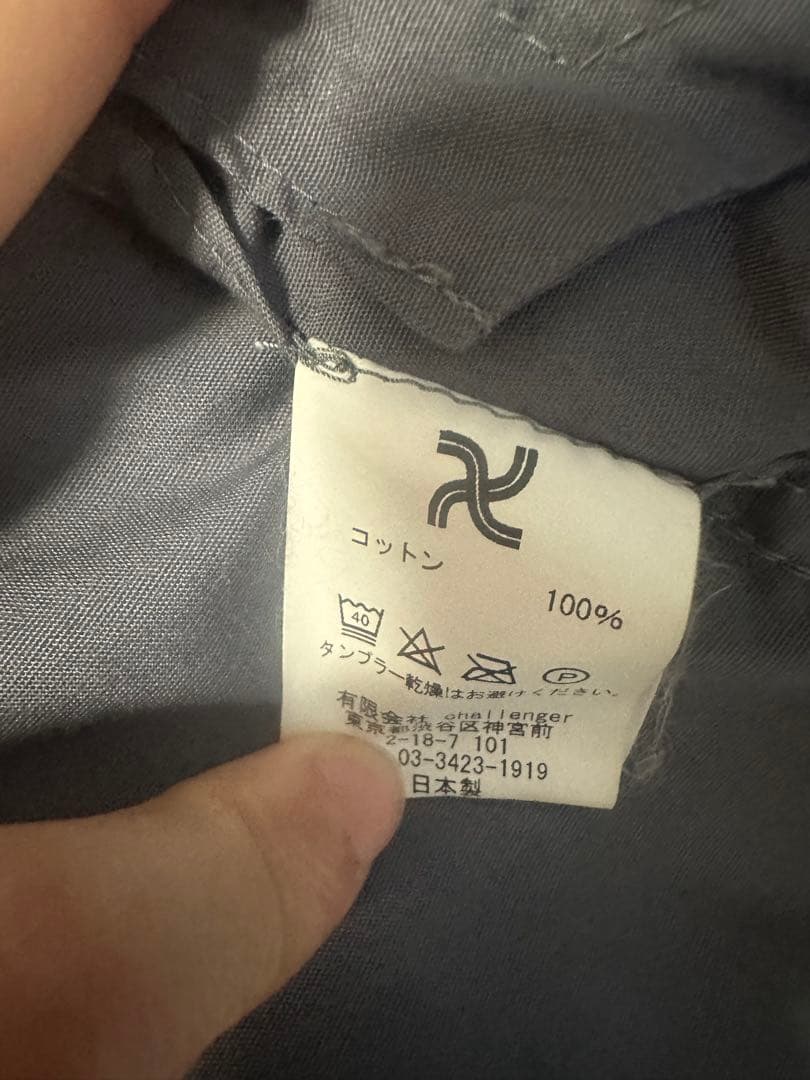 コットン
100%
40
P
タンブラー乾燥はお避けください。
有限会社 challenger
東京都渋谷区神宮前
2-18-7 101
03-3423-1919
日本製